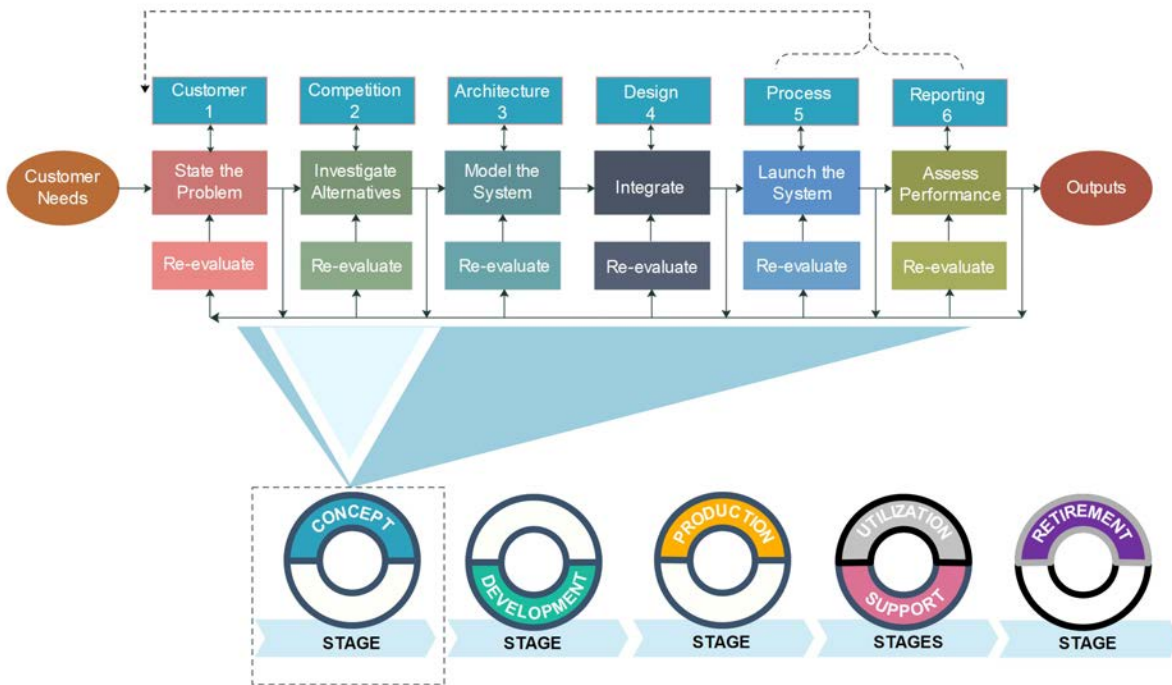 Customer
1
Competition
2
Architecture
3
Design
4
Process
5
Reporting
6
Customer
Needs
State the
Problem
Investigate
Alternatives
Model the
System
Integrate
Launch the
System
Assess
Performance
Outputs
Re-evaluate
Re-evaluate
Re-evaluate
Re-evaluate
Re-evaluate
Re-evaluate
CONCEPT
DEVELOPMENT
PRODUCTION
UTILIZATION
SUPPORT
RETIREMENT
STAGE
STAGE
STAGE
STAGES
STAGE